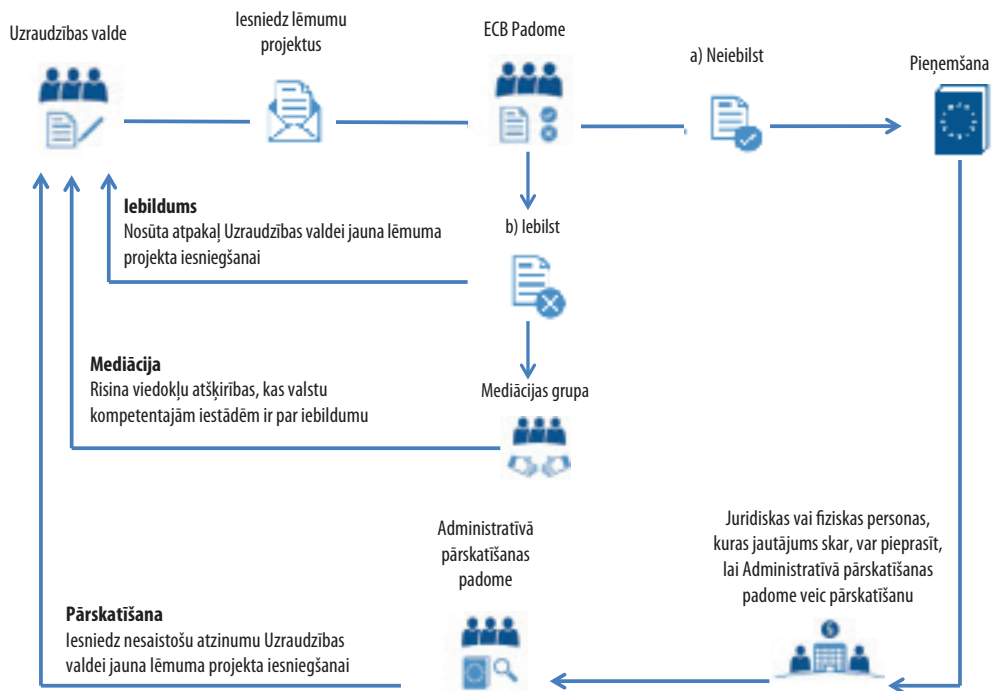 Uzraudzības valde
Iesniedz lēmumu
projektus
ECB Padome
a) Neiebilst
Pieņemšana
Iebildums
Nosūta atpakaļ Uzraudzības valdei jauna lēmuma
projekta iesniegšanai
b) Iebilst
Mediācija
Risina viedokļu atšķirības, kas valstu
kompetentajām iestādēm ir par iebildumu
Mediācijas grupa
Juridiskas vai fiziskas personas,
kuras jautājums skar, var pieprasīt,
lai Administratīvā pārskatīšanas
padome veic pārskatīšanu
Administratīvā
pārskatīšanas
padome
Pārskatīšana
Iesniedz nesaistošu atzinumu Uzraudzības
valdei jauna lēmuma projekta iesniegšanai